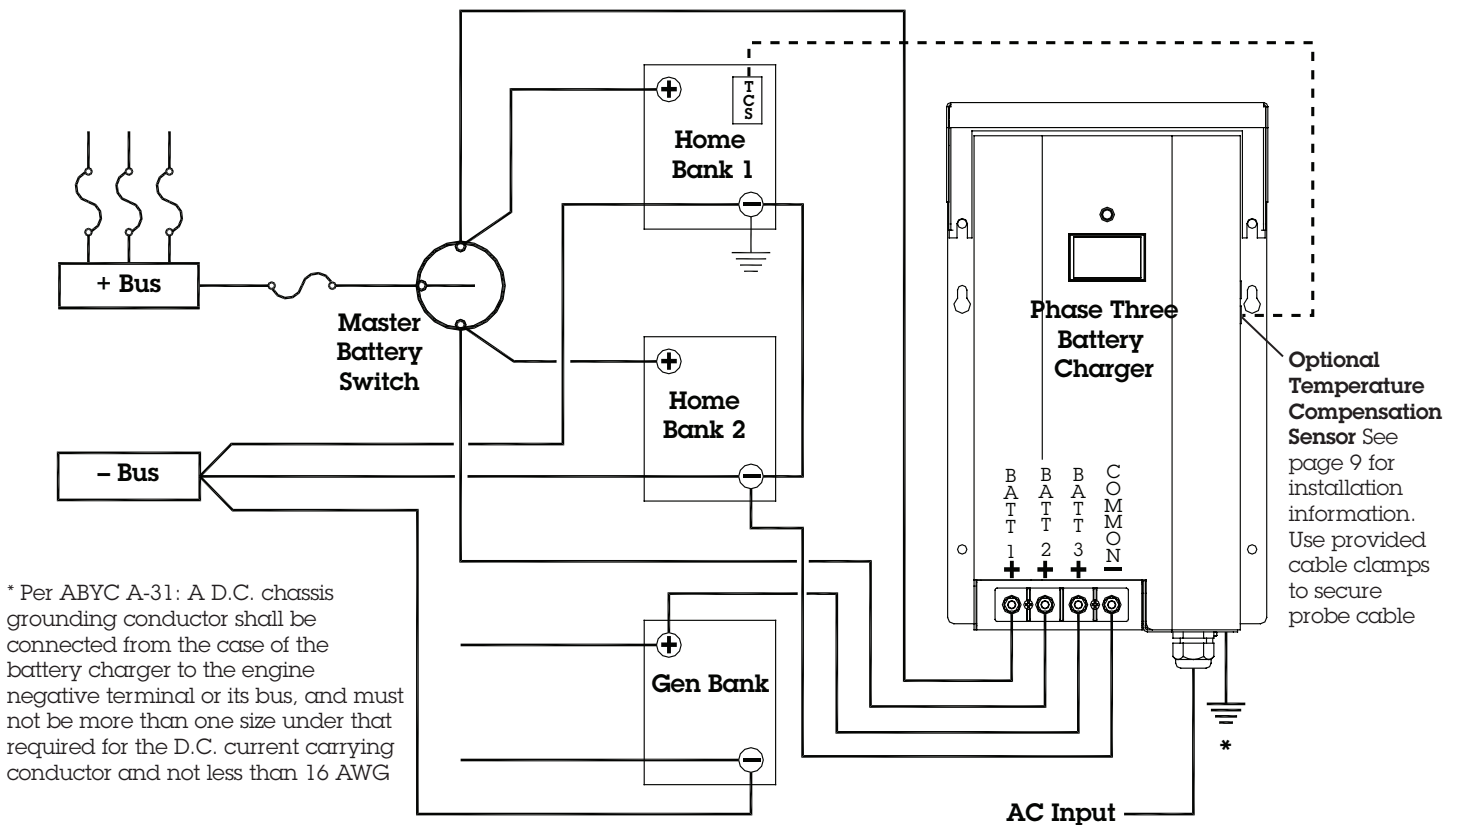 T
C
S
+
Home
Bank 1
−
+ Bus
Master
Battery
Switch
+
Home
Bank 2
−
– Bus
Phase Three
Battery
Charger
Optional
Temperature
Compensation
Sensor See
page 9 for
installation
information.
Use provided
cable clamps
to secure
probe cable
BATT 1 +
BATT 2 +
BATT 3 +
COMMON −
* Per ABYC A-31: A D.C. chassis
grounding conductor shall be
connected from the case of the
battery charger to the engine
negative terminal or its bus, and must
not be more than one size under that
required for the D.C. current carrying
conductor and not less than 16 AWG
+
Gen Bank
−
*
AC Input